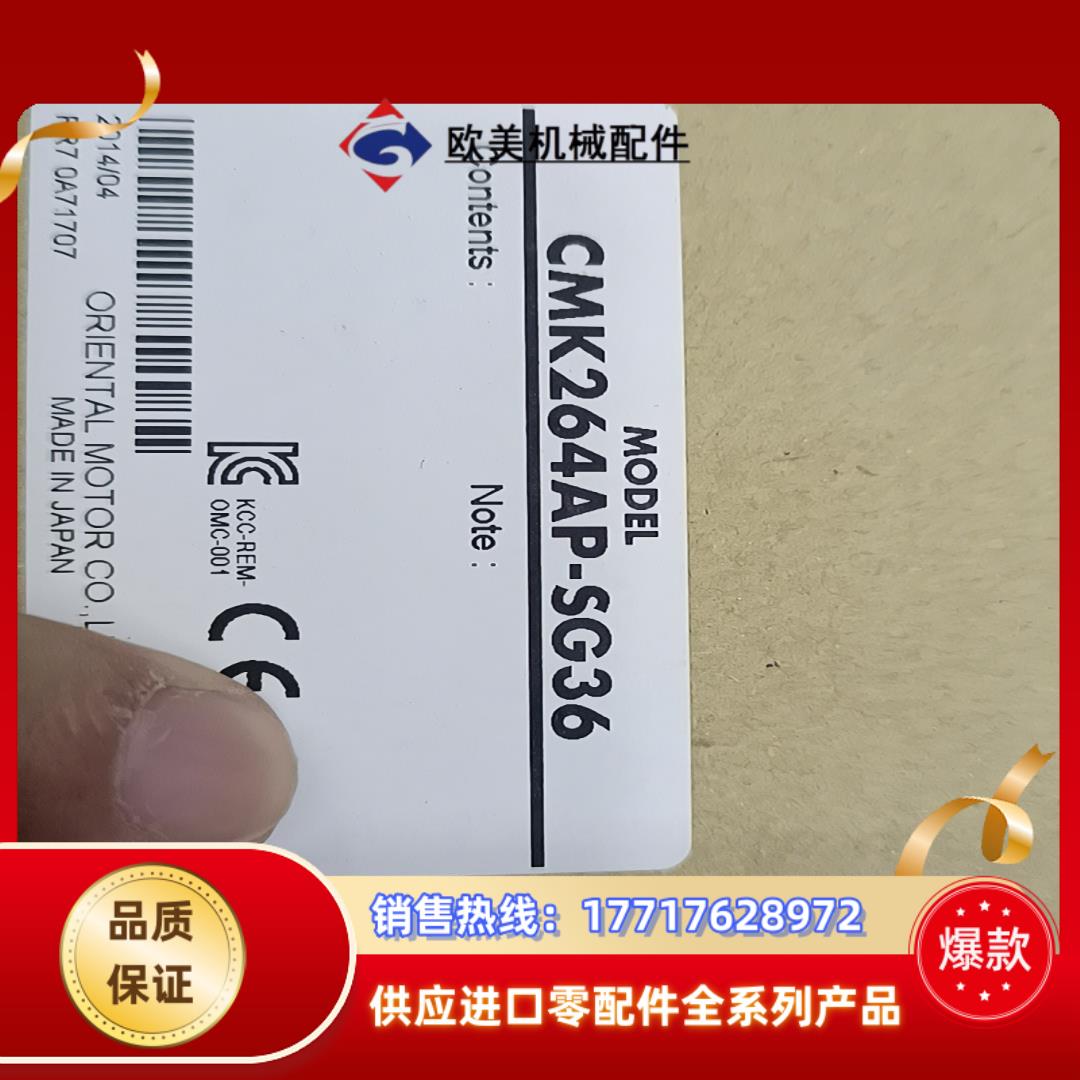 欧美机械配件
MODEL
CMK264AP-SG36
Contents :
Note :
KCC-REM-
OMC-001
CE
2014/04
ORIENTAL MOTOR CO.,L
0A71707
MADE IN JAPAN
品质
保证
销售热线：17717628972
供应进口零配件全系列产品
爆款